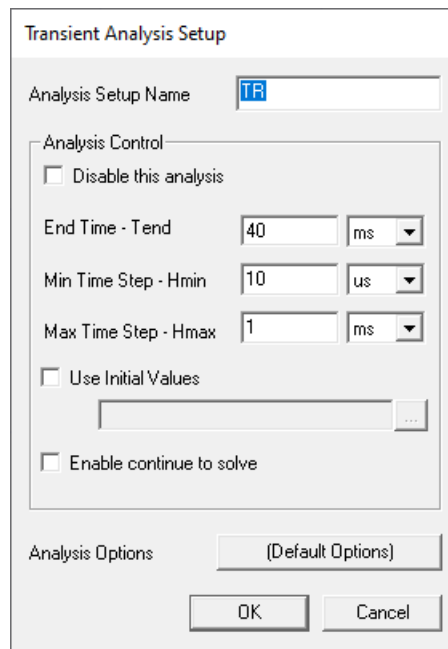 Transient Analysis Setup
Analysis Setup Name TR
Analysis Control
Disable this analysis
End Time - Tend 40 ms
Min Time Step - Hmin 10 us
Max Time Step - Hmax 1 ms
Use Initial Values
...
Enable continue to solve
Analysis Options (Default Options)
OK Cancel